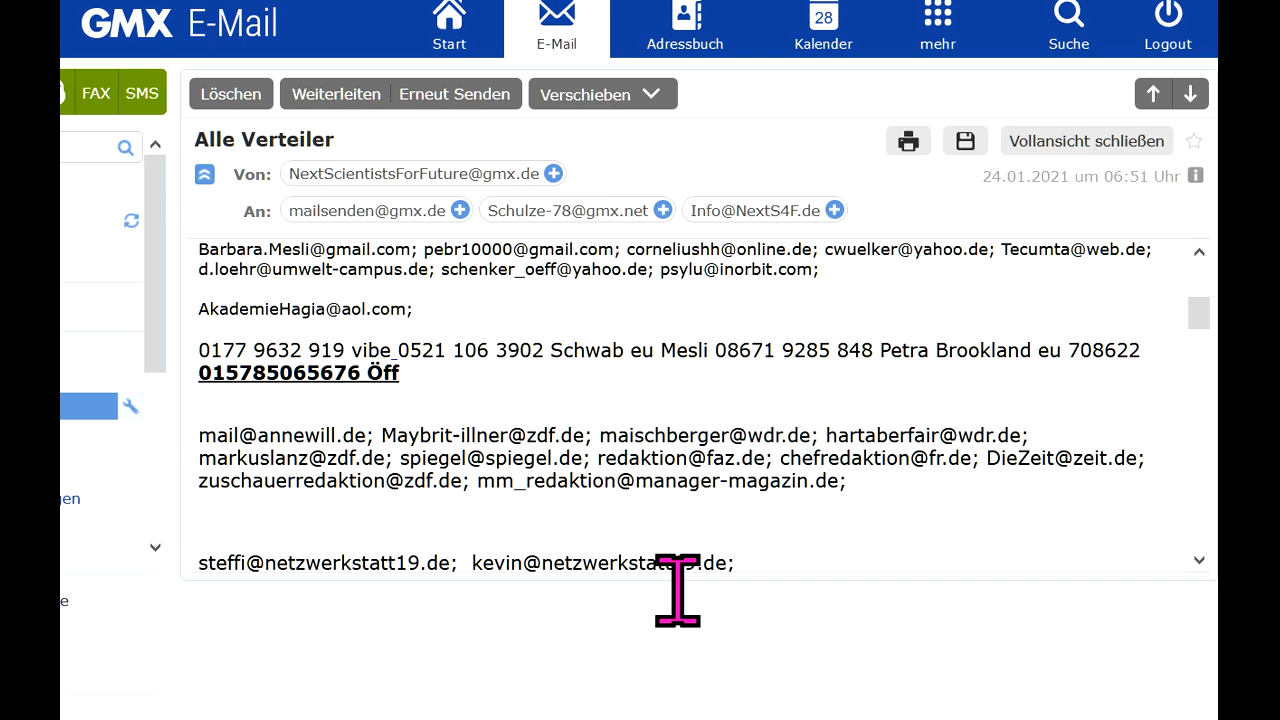 GMX E-Mail
Start
E-Mail
Adressbuch
28
Kalender
mehr
Suche
Logout
FAX SMS
Löschen
Weiterleiten Erneut Senden
Verschieben
Alle Verteiler
Vollansicht schließen
Von: NextScientistsForFuture@gmx.de
24.01.2021 um 06:51 Uhr
An: mailsenden@gmx.de Schulze-78@gmx.net Info@NextS4F.de
Barbara.Mesli@gmail.com; pebr10000@gmail.com; corneliushh@online.de; cwuelker@yahoo.de; Tecumta@web.de;
d.loehr@umwelt-campus.de; schenker_oeff@yahoo.de; psylu@inorbit.com;
AkademieHagia@aol.com;
0177 9632 919 vibe 0521 106 3902 Schwab eu Mesli 08671 9285 848 Petra Brookland eu 708622
015785065676 Öff
mail@annewill.de; Maybrit-illner@zdf.de; maischberger@wdr.de; hartaberfair@wdr.de;
markuslanz@zdf.de; spiegel@spiegel.de; redaktion@faz.de; chefredaktion@fr.de; DieZeit@zeit.de;
zuschauerredaktion@zdf.de; mm_redaktion@manager-magazin.de;
gen
steffi@netzwerkstatt19.de; kevin@netzwerkstatt19.de;
e